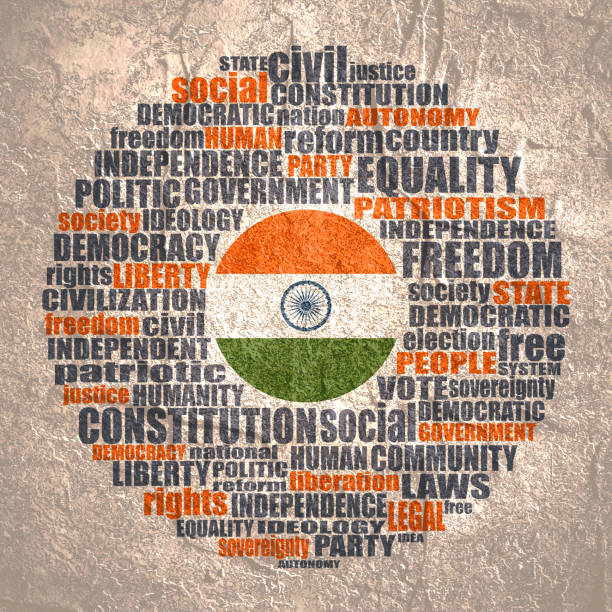 STATE civil justice
social CONSTITUTION
DEMOCRATIC nation AUTONOMY
freedom HUMAN reform country
INDEPENDENCE PARTY EQUALITY
POLITIC GOVERNMENT PATRIOTISM
society IDEOLOGY INDEPENDENCE
DEMOCRACY FREEDOM
rights LIBERTY society STATE
CIVILIZATION DEMOCRATIC
freedom civil election free
INDEPENDENT PEOPLE SYSTEM
patriotic VOTE sovereignty
justice HUMANITY DEMOCRATIC
CONSTITUTION social GOVERNMENT
DEMOCRACY national HUMAN COMMUNITY
LIBERTY POLITIC liberation LAWS
reform
rights INDEPENDENCE LEGAL free
EQUALITY IDEOLOGY IDEA
sovereignty PARTY
AUTONOMY